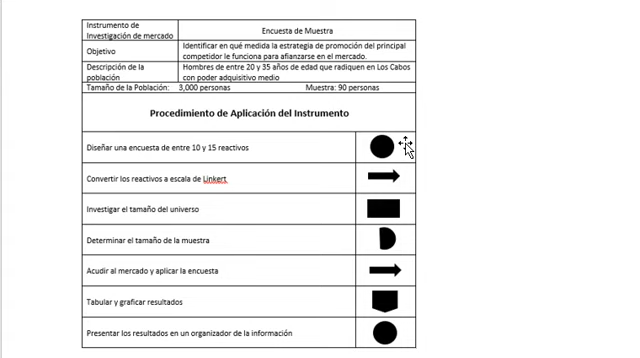 Instrumento de
Investigación de mercado
Encuesta de Muestra
Objetivo
Identificar en qué medida la estrategia de promoción del principal
competidor le funciona para afianzarse en el mercado.
Descripción de la
población
Hombres de entre 20 y 35 años de edad que radiquen en Los Cabos
con poder adquisitivo medio
Tamaño de la Población: 3,000 personas Muestra: 90 personas
Procedimiento de Aplicación del Instrumento
Diseñar una encuesta de entre 10 y 15 reactivos
Convertir los reactivos a escala de Linkert
Investigar el tamaño del universo
Determinar el tamaño de la muestra
Acudir al mercado y aplicar la encuesta
Tabular y graficar resultados
Presentar los resultados en un organizador de la información